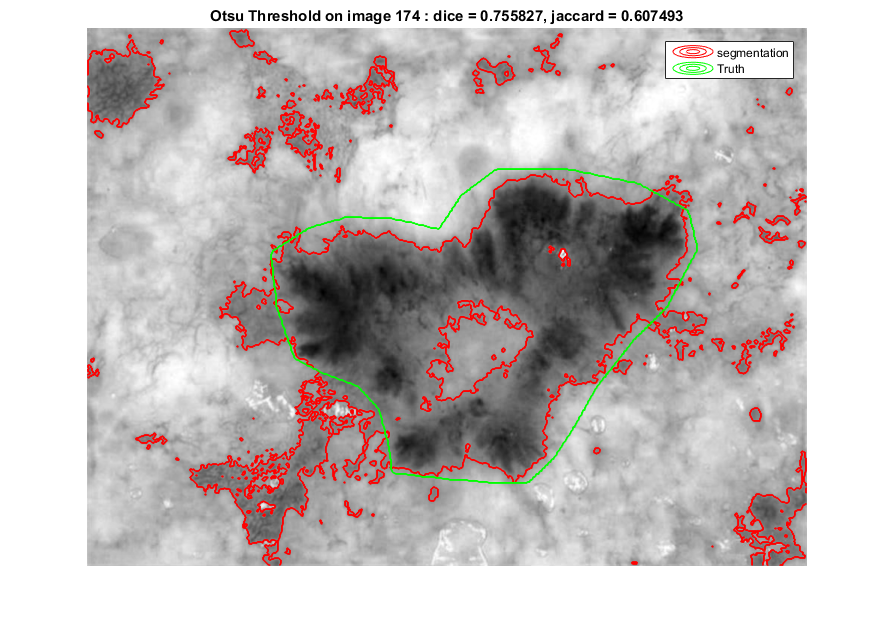 Otsu Threshold on image 174 : dice = 0.755827, jaccard = 0.607493
segmentation
Truth